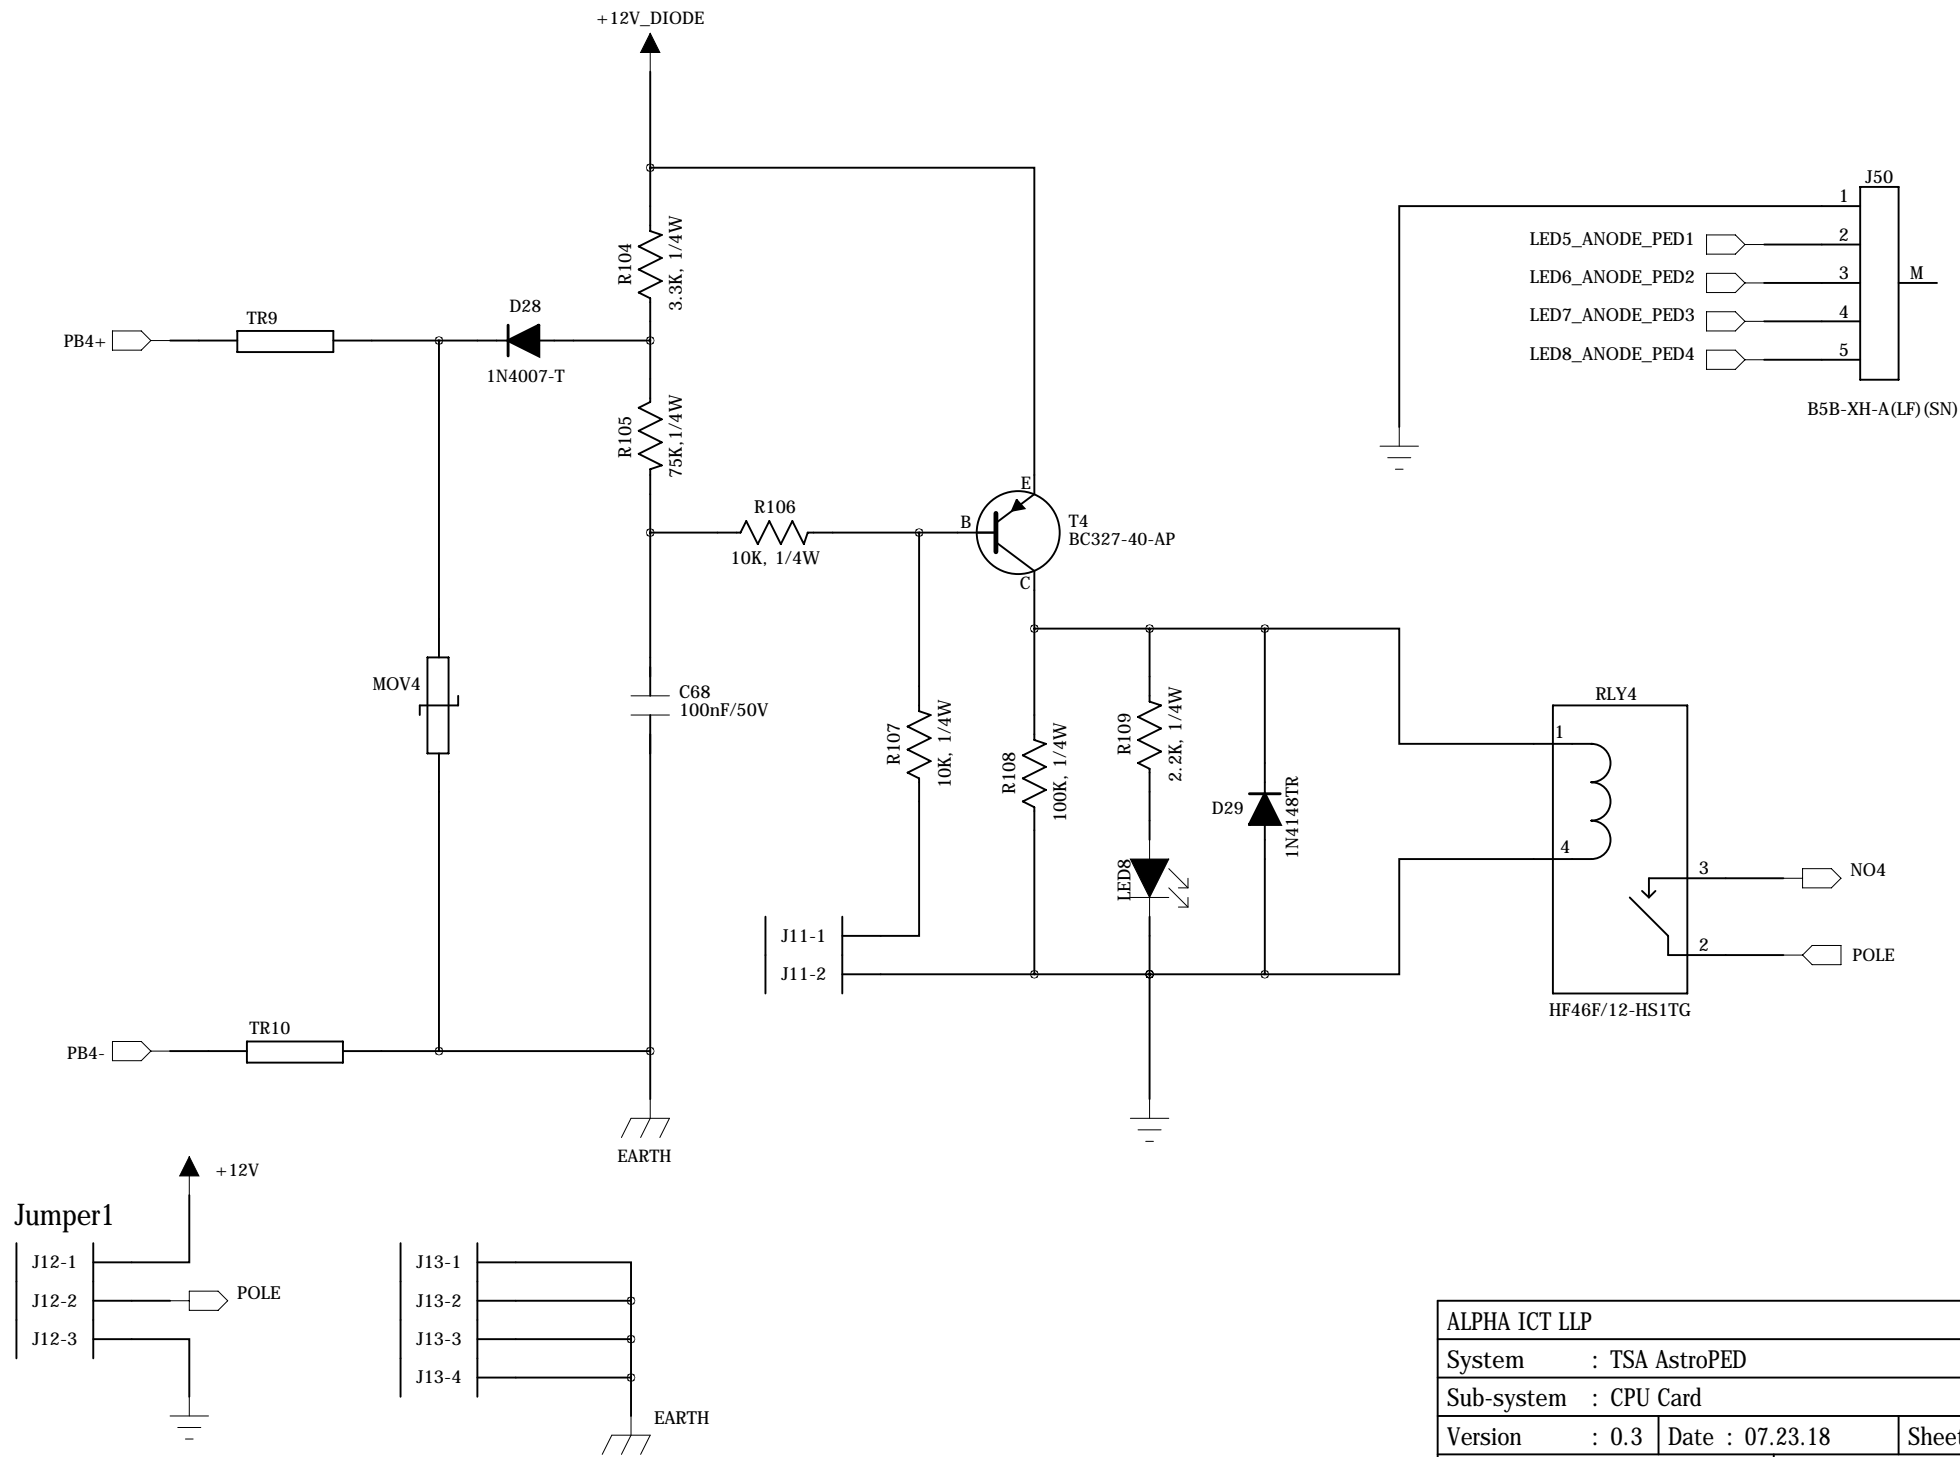 +12V_DIODE
J50
1
LED5_ANODE_PED1
2
LED6_ANODE_PED2
3
M
LED7_ANODE_PED3
4
LED8_ANODE_PED4
5
B5B-XH-A(LF)(SN)
R104
3.3K, 1/4W
PB4+
TR9
D28
1N4007-T
R105
75K,1/4W
R106
10K, 1/4W
B
E
C
T4
BC327-40-AP
MOV4
C68
100nF/50V
R107
10K, 1/4W
R108
100K, 1/4W
R109
2.2K, 1/4W
LED8
D29
1N4148TR
RLY4
1
4
3
NO4
2
POLE
HF46F/12-HS1TG
J11-1
J11-2
PB4-
TR10
EARTH
+12V
Jumper1
J12-1
J12-2
POLE
J12-3
J13-1
J13-2
J13-3
J13-4
EARTH
ALPHA ICT LLP
System : TSA AstroPED
Sub-system : CPU Card
Version : 0.3 Date : 07.23.18 Sheet